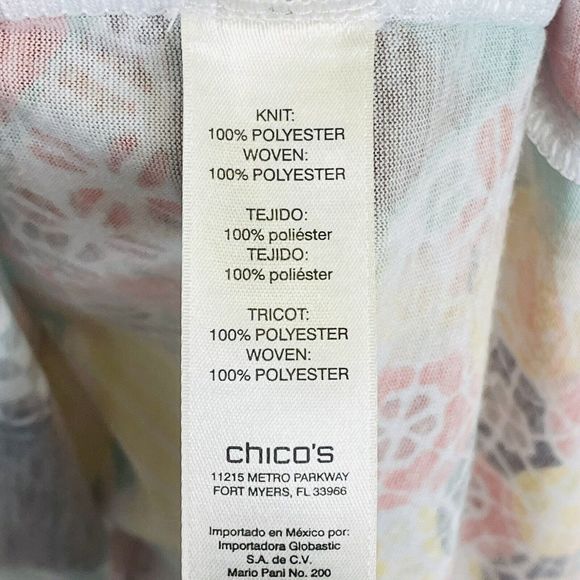 KNIT:
100% POLYESTER
WOVEN:
100% POLYESTER
TEJIDO:
100% poliéster
TEJIDO:
100% poliéster
TRICOT:
100% POLYESTER
WOVEN:
100% POLYESTER
chico's
11215 METRO PARKWAY
FORT MYERS, FL 33966
Importado en México por:
Importadora Globastic
S.A. de C.V.
Mario Pani No. 200